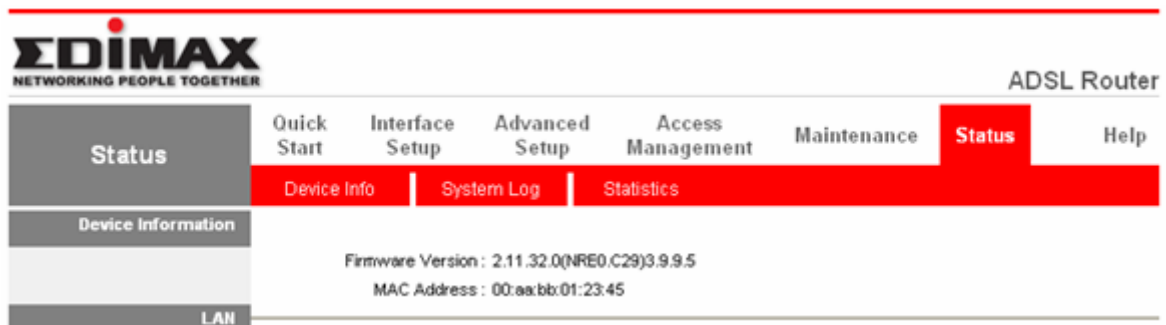 EDIMAX
NETWORKING PEOPLE TOGETHER
ADSL Router
Status
Quick Start
Interface Setup
Advanced Setup
Access Management
Maintenance
Status
Help
Device Info
System Log
Statistics
Device Information
Firmware Version : 2.11.32.0(NRE0.C29)3.9.9.5
MAC Address : 00:aa:bb:01:23:45
LAN